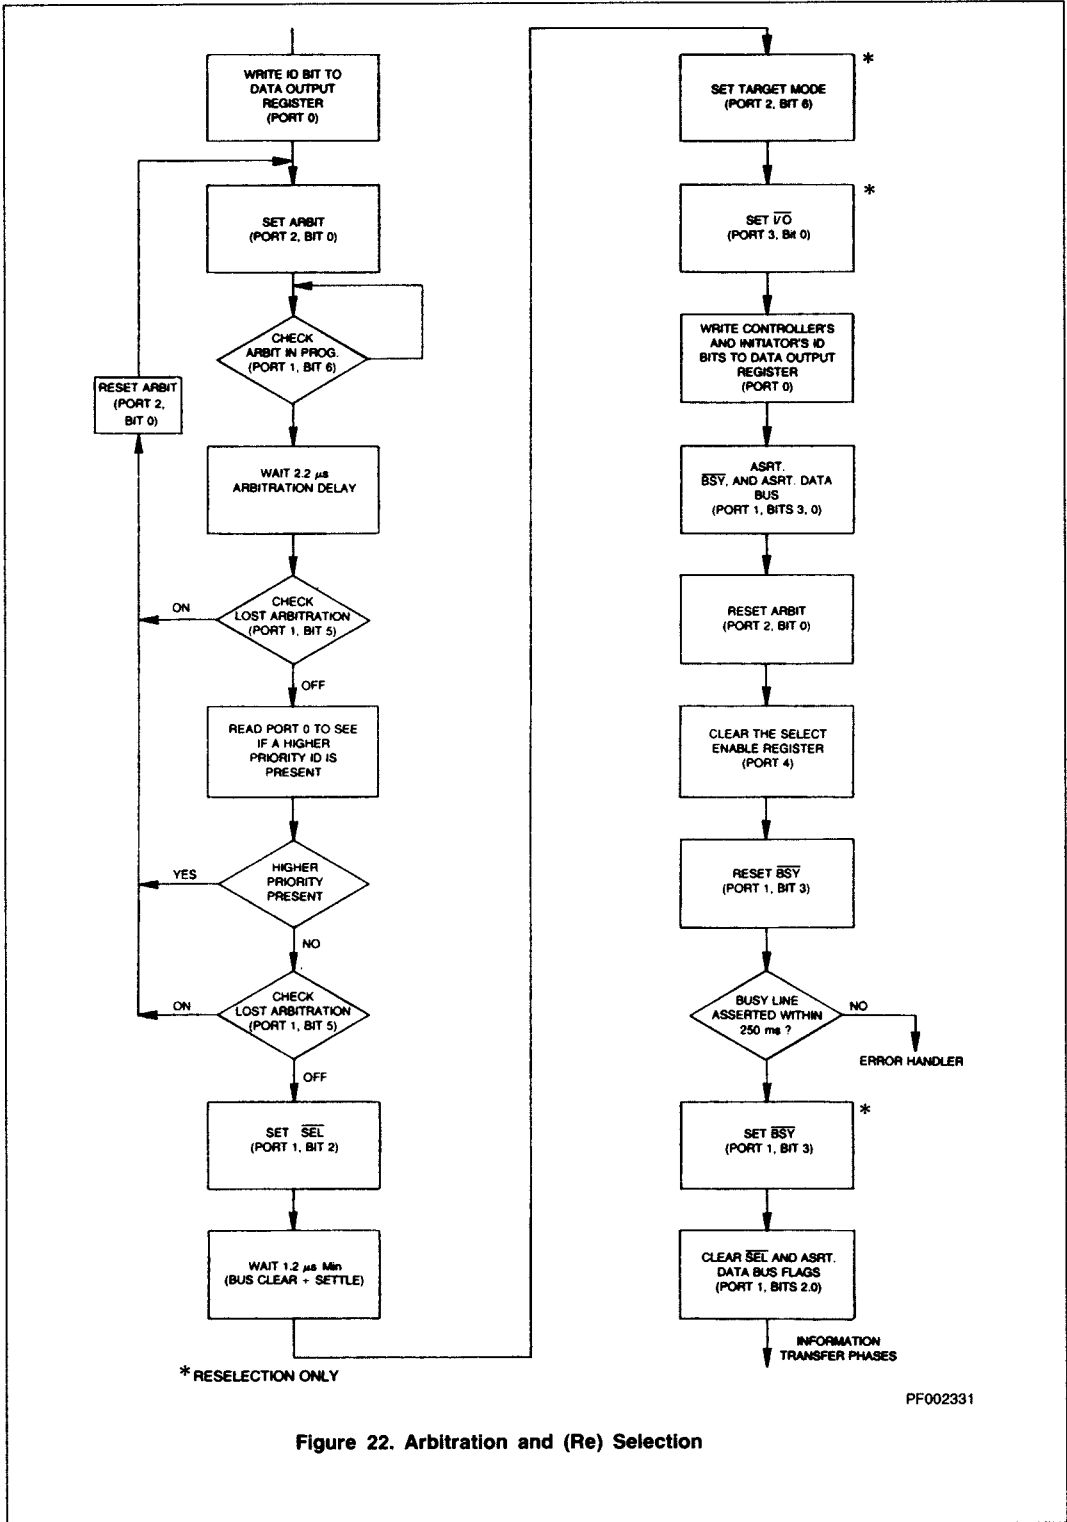 WRITE ID BIT TO
DATA OUTPUT
REGISTER
(PORT 0)
SET ARBIT
(PORT 2, BIT 0)
CHECK
ARBIT IN PROG.
(PORT 1, BIT 6)
RESET ARBIT
(PORT 2,
BIT 0)
WAIT 2.2 μs
ARBITRATION DELAY
CHECK
LOST ARBITRATION
(PORT 1, BIT 5)
ON
OFF
READ PORT 0 TO SEE
IF A HIGHER
PRIORITY ID IS
PRESENT
HIGHER
PRIORITY
PRESENT
YES
NO
CHECK
LOST ARBITRATION
(PORT 1, BIT 5)
ON
OFF
SET S̅E̅L̅
(PORT 1, BIT 2)
WAIT 1.2 μs Min
(BUS CLEAR + SETTLE)
* RESELECTION ONLY
*
SET TARGET MODE
(PORT 2, BIT 6)
*
SET I̅/̅O̅
(PORT 3, Bit 0)
WRITE CONTROLLER'S
AND INITIATOR'S ID
BITS TO DATA OUTPUT
REGISTER
(PORT 0)
ASRT.
B̅S̅Y̅, AND ASRT. DATA
BUS
(PORT 1, BITS 3, 0)
RESET ARBIT
(PORT 2, BIT 0)
CLEAR THE SELECT
ENABLE REGISTER
(PORT 4)
RESET B̅S̅Y̅
(PORT 1, BIT 3)
BUSY LINE
ASSERTED WITHIN
250 ms ?
NO
ERROR HANDLER
*
SET B̅S̅Y̅
(PORT 1, BIT 3)
CLEAR S̅E̅L̅ AND ASRT.
DATA BUS FLAGS
(PORT 1, BITS 2.0)
INFORMATION
TRANSFER PHASES
PF002331
Figure 22. Arbitration and (Re) Selection